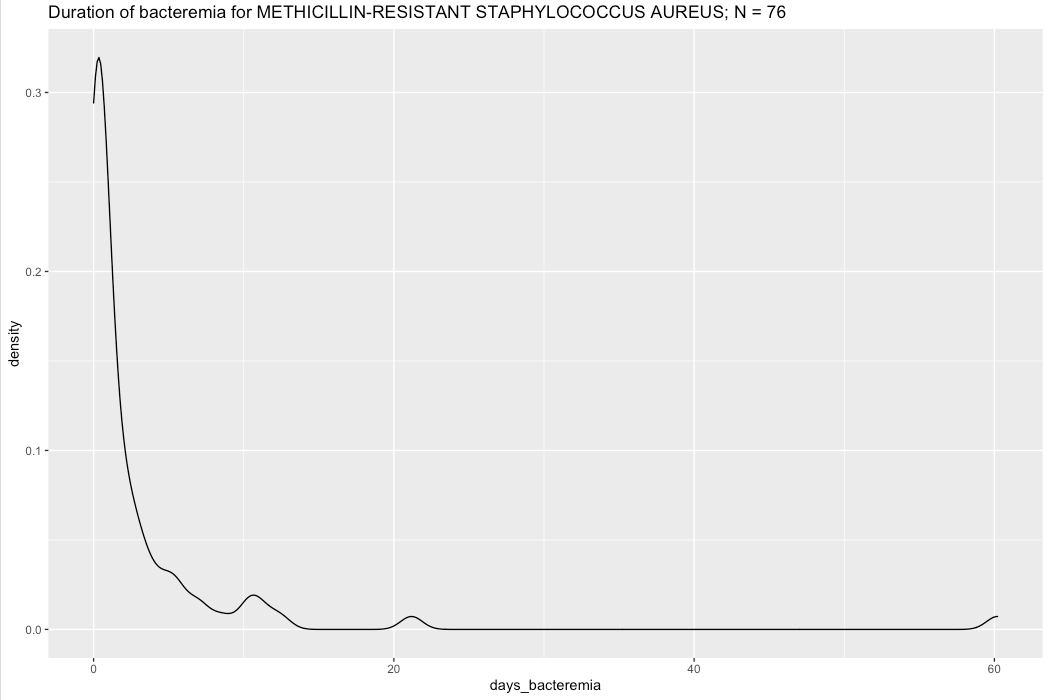 Duration of bacteremia for METHICILLIN-RESISTANT STAPHYLOCOCCUS AUREUS; N = 76
0.3
0.2
0.1
0.0
density
0 20 40 60
days_bacteremia